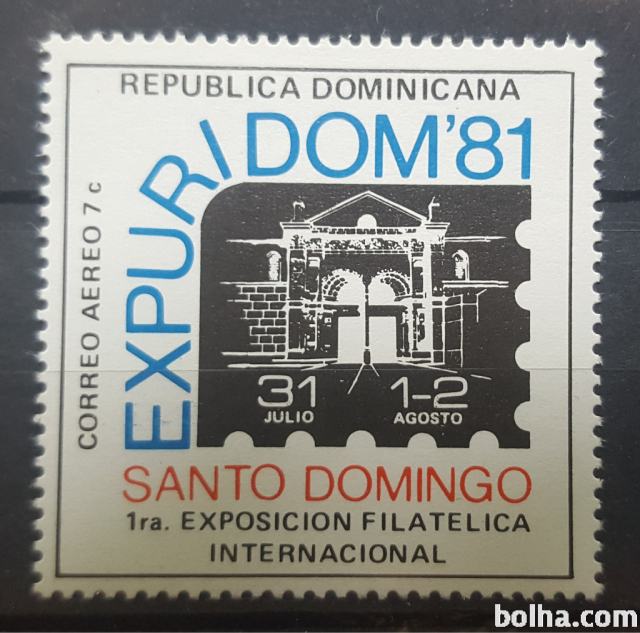 REPUBLICA DOMINICANA
EXPURIDOM'81
CORREO AEREO 7c
31 1-2
JULIO AGOSTO
SANTO DOMINGO
1ra. EXPOSICION FILATELICA
INTERNACIONAL
bolha.com